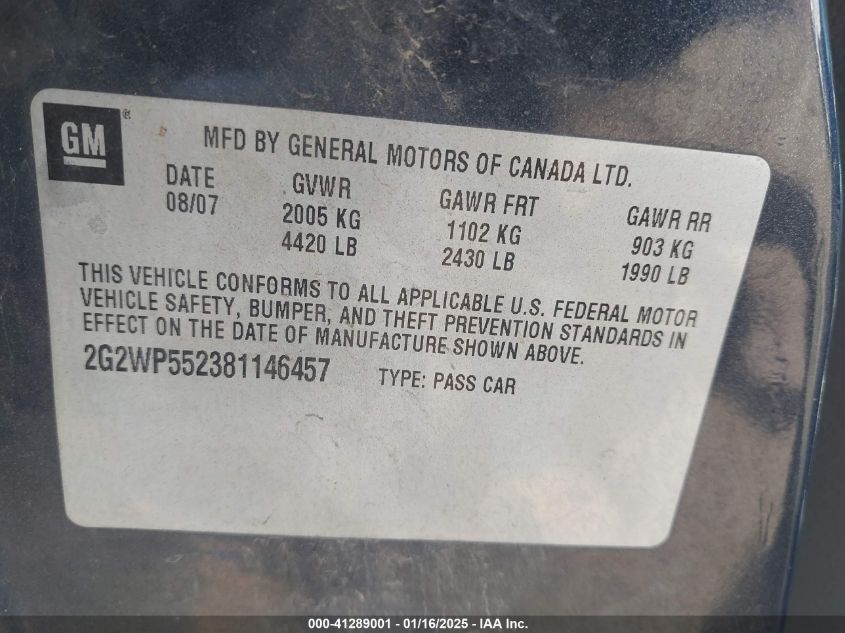 GM®
MFD BY GENERAL MOTORS OF CANADA LTD.
DATE GVWR GAWR FRT GAWR RR
08/07 2005 KG 1102 KG 903 KG
4420 LB 2430 LB 1990 LB
THIS VEHICLE CONFORMS TO ALL APPLICABLE U.S. FEDERAL MOTOR
VEHICLE SAFETY, BUMPER, AND THEFT PREVENTION STANDARDS IN
EFFECT ON THE DATE OF MANUFACTURE SHOWN ABOVE.
2G2WP552381146457 TYPE: PASS CAR
000-41289001 - 01/16/2025 - IAA Inc.